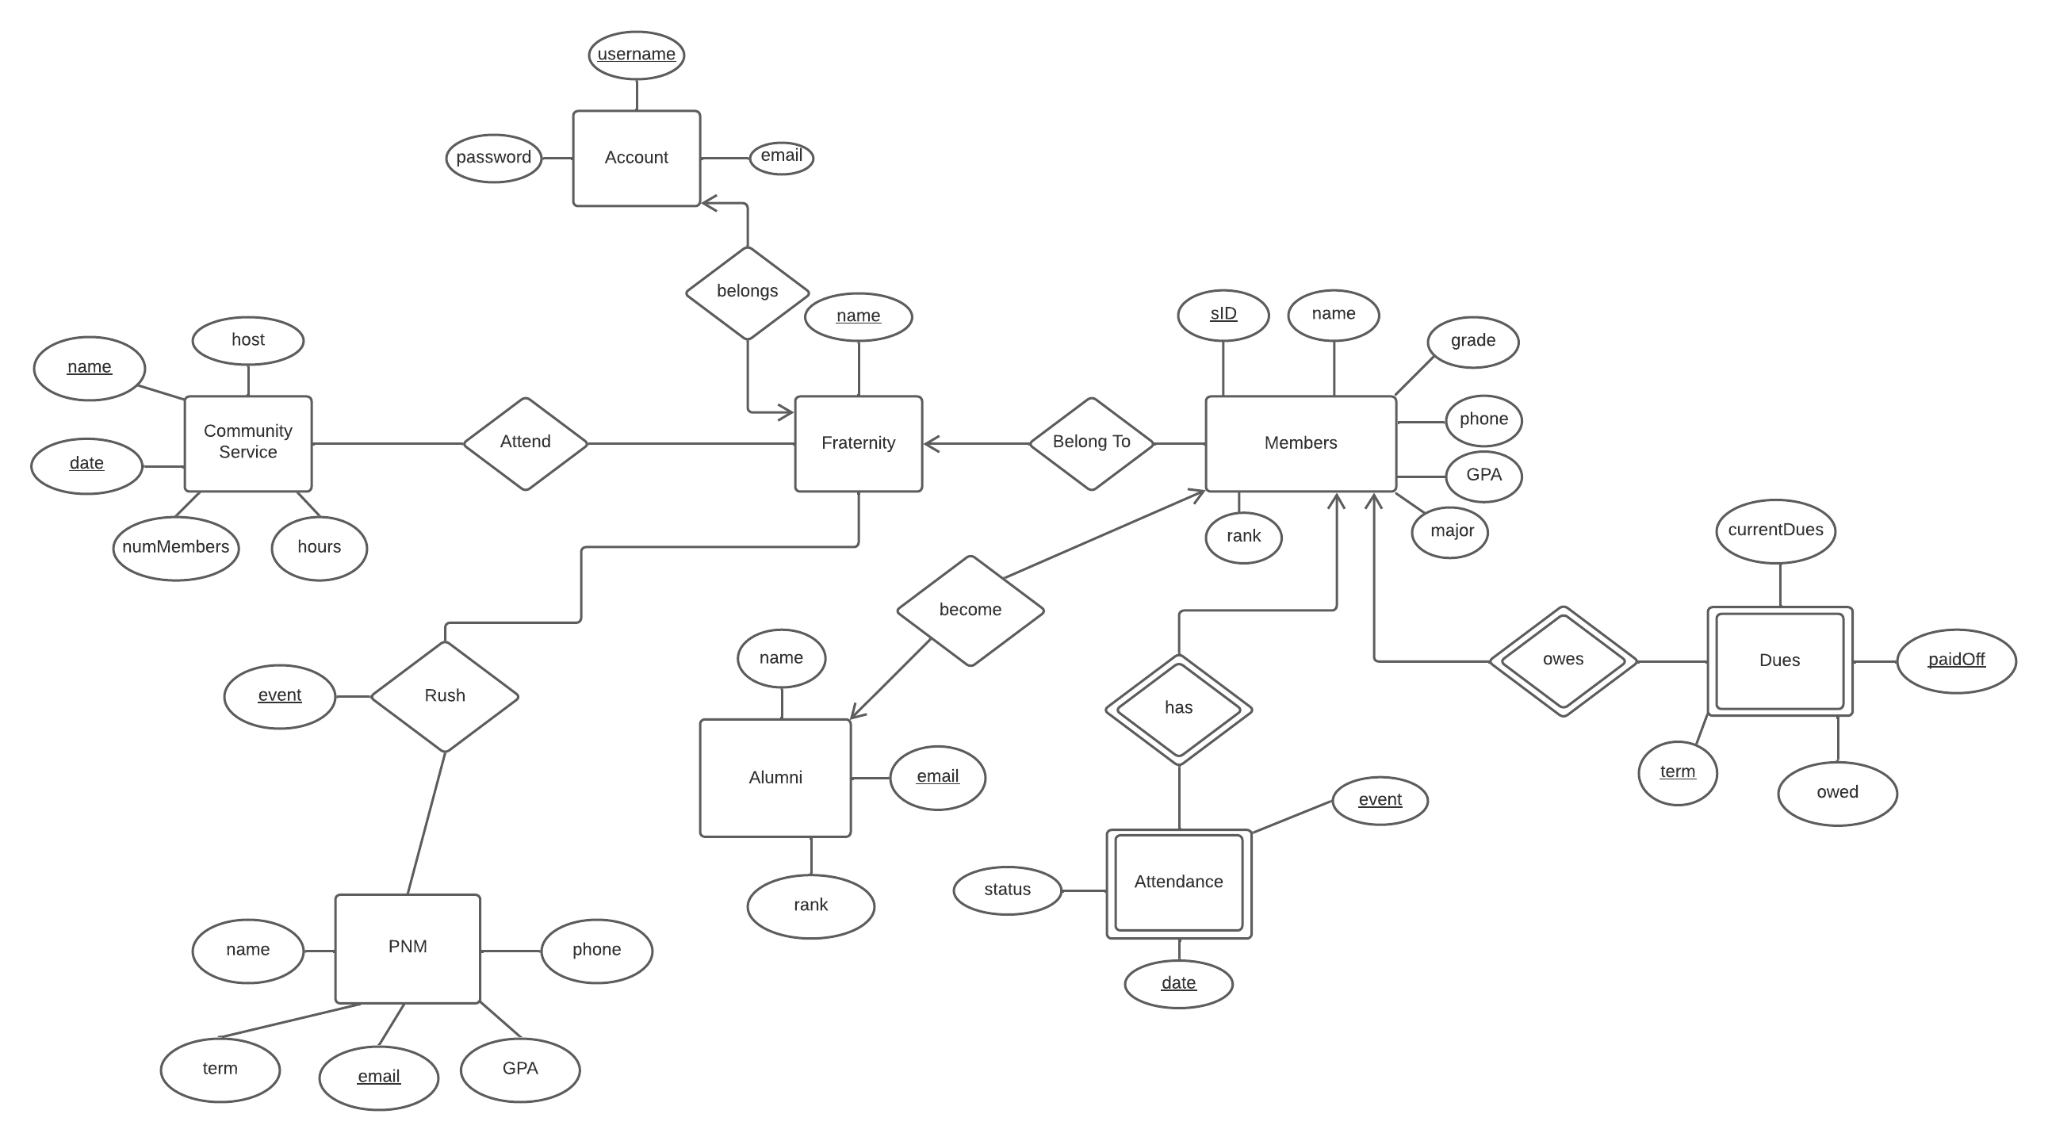 username
password
Account
email
belongs
name
host
name
date
Community
Service
numMembers
hours
Attend
Fraternity
Belong To
sID
name
grade
phone
GPA
major
rank
Members
become
event
Rush
name
Alumni
email
rank
has
owes
currentDues
Dues
paidOff
term
owed
event
status
Attendance
date
name
PNM
phone
term
email
GPA